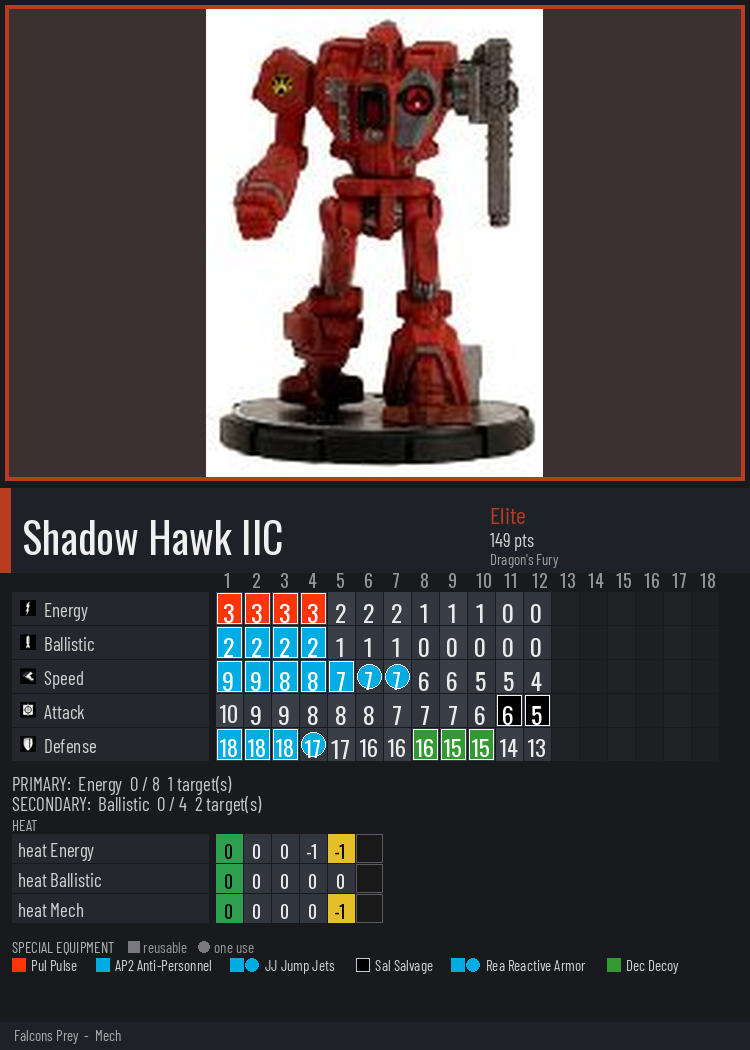 Shadow Hawk IIC
Elite
149 pts
Dragon's Fury
1 2 3 4 5 6 7 8 9 10 11 12 13 14 15 16 17 18
Energy 3 3 3 3 2 2 2 1 1 1 0 0
Ballistic 2 2 2 2 1 1 1 0 0 0 0 0
Speed 9 9 8 8 7 7 7 6 6 5 5 4
Attack 10 9 9 8 8 8 7 7 7 6 6 5
Defense 18 18 18 17 17 16 16 16 15 15 14 13
PRIMARY: Energy 0 / 8 1 target(s)
SECONDARY: Ballistic 0 / 4 2 target(s)
HEAT
heat Energy 0 0 0 -1 -1
heat Ballistic 0 0 0 0 0
heat Mech 0 0 0 0 -1
SPECIAL EQUIPMENT reusable one use
Pul Pulse AP2 Anti-Personnel JJ Jump Jets Sal Salvage Rea Reactive Armor Dec Decoy
Falcons Prey - Mech